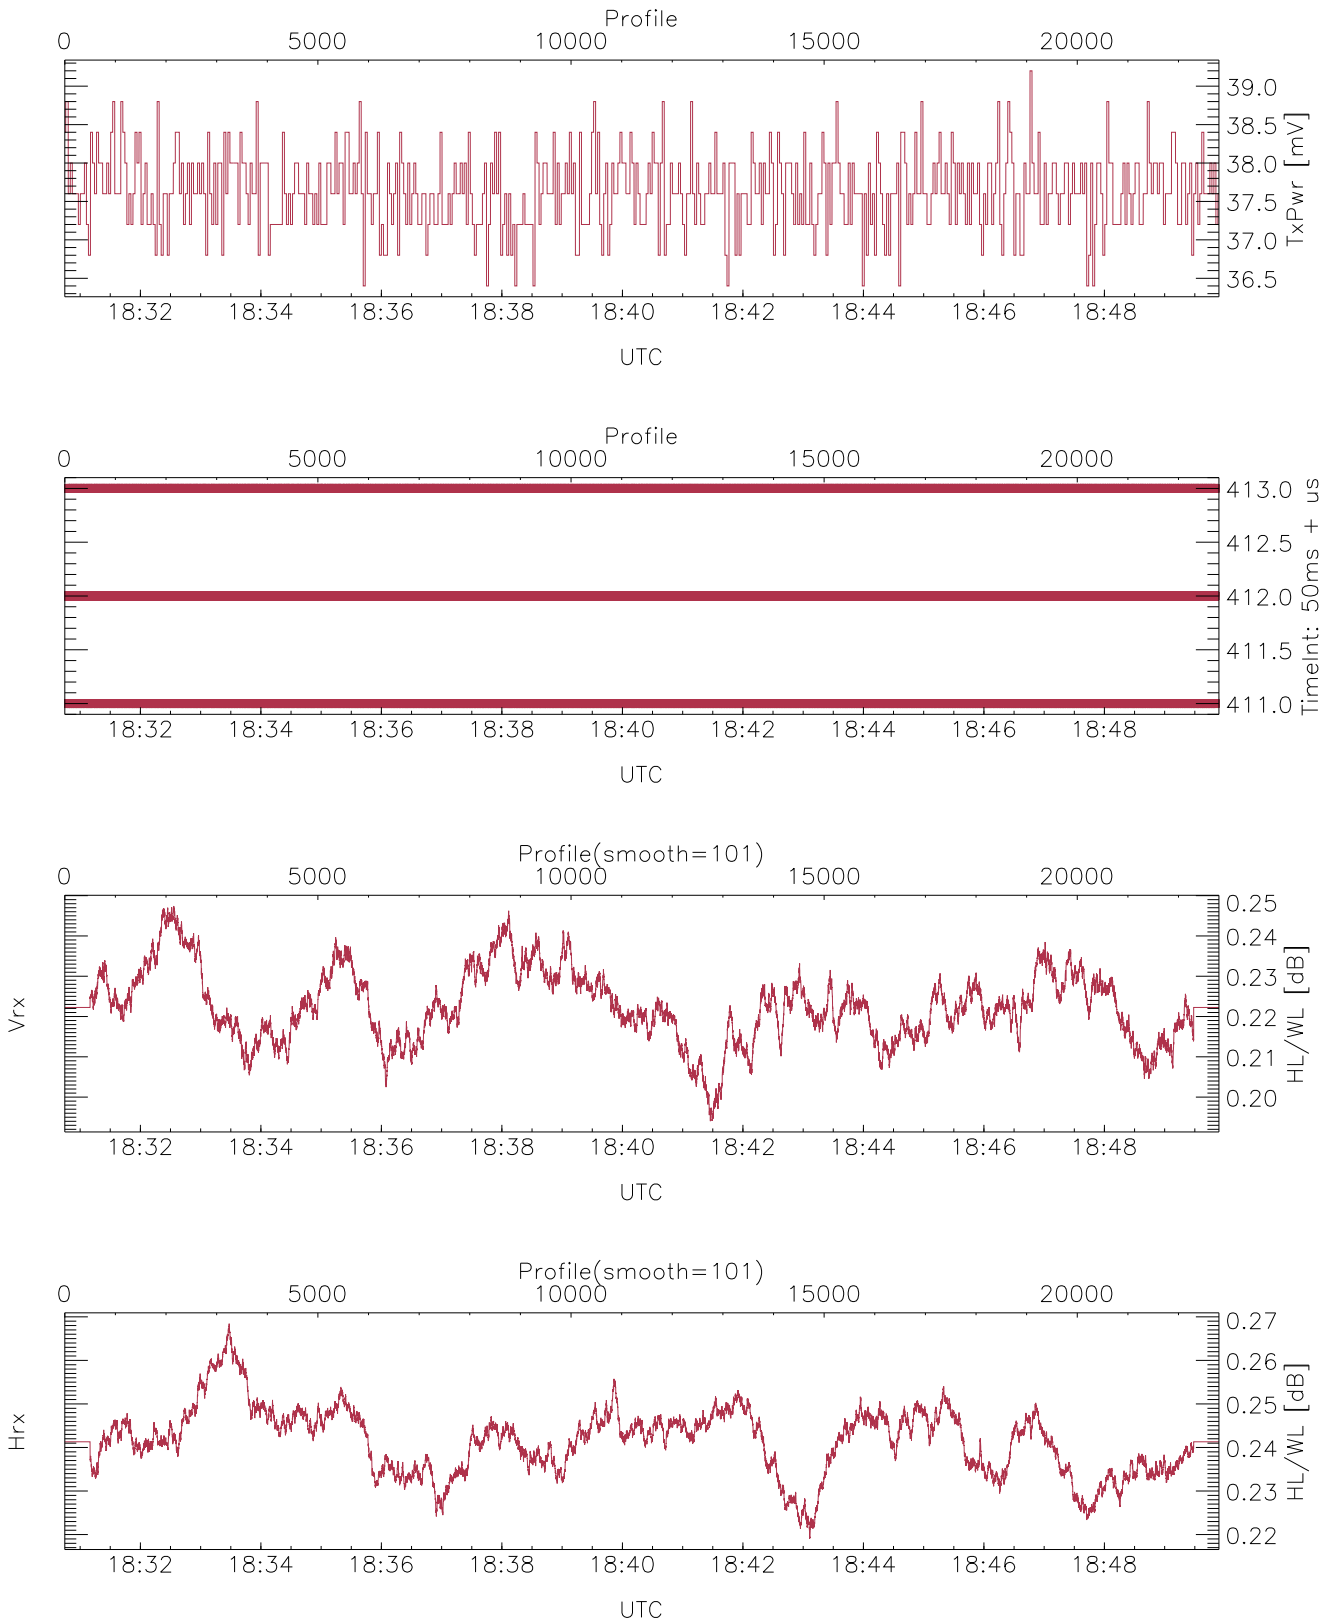 Profile
0 5000 10000 15000 20000
39.0
38.5
38.0
37.5
37.0
36.5
TxPwr [mV]
18:32 18:34 18:36 18:38 18:40 18:42 18:44 18:46 18:48
UTC
Profile
0 5000 10000 15000 20000
413.0
412.5
412.0
411.5
411.0
TimeInt: 50ms + us
18:32 18:34 18:36 18:38 18:40 18:42 18:44 18:46 18:48
UTC
Profile(smooth=101)
0 5000 10000 15000 20000
Vrx
0.25
0.24
0.23
0.22
0.21
0.20
HL/WL [dB]
18:32 18:34 18:36 18:38 18:40 18:42 18:44 18:46 18:48
UTC
Profile(smooth=101)
0 5000 10000 15000 20000
Hrx
0.27
0.26
0.25
0.24
0.23
0.22
HL/WL [dB]
18:32 18:34 18:36 18:38 18:40 18:42 18:44 18:46 18:48
UTC